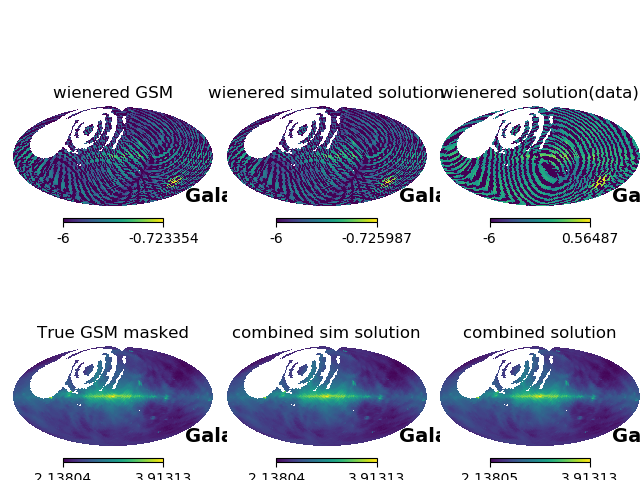 wienered GSM wienered simulated solution wienered solution(data)
Gala Gala Ga
-6 -0.723354 -6 -0.725987 -6 0.56487
True GSM masked combined sim solution combined solution
Gala Gala Ga
2.13804 3.91313 2.13804 3.91313 2.13805 3.91313